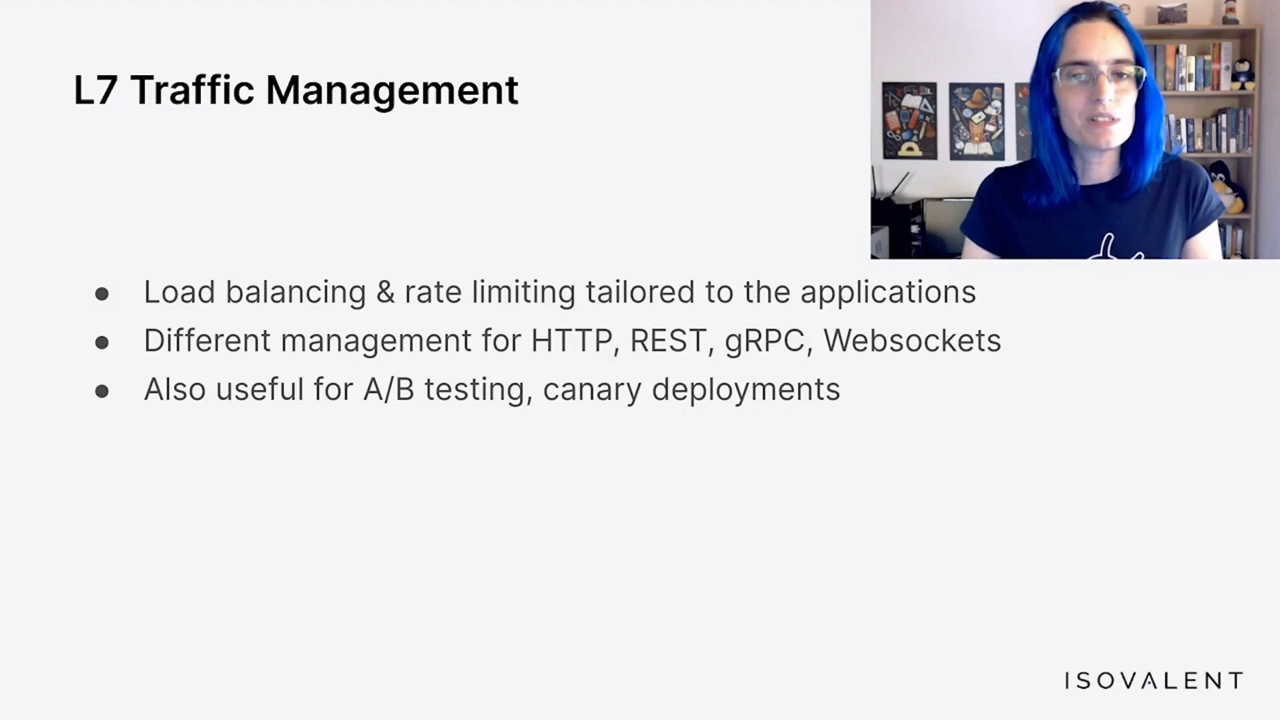 L7 Traffic Management
● Load balancing & rate limiting tailored to the applications
● Different management for HTTP, REST, gRPC, Websockets
● Also useful for A/B testing, canary deployments
ISOVALENT